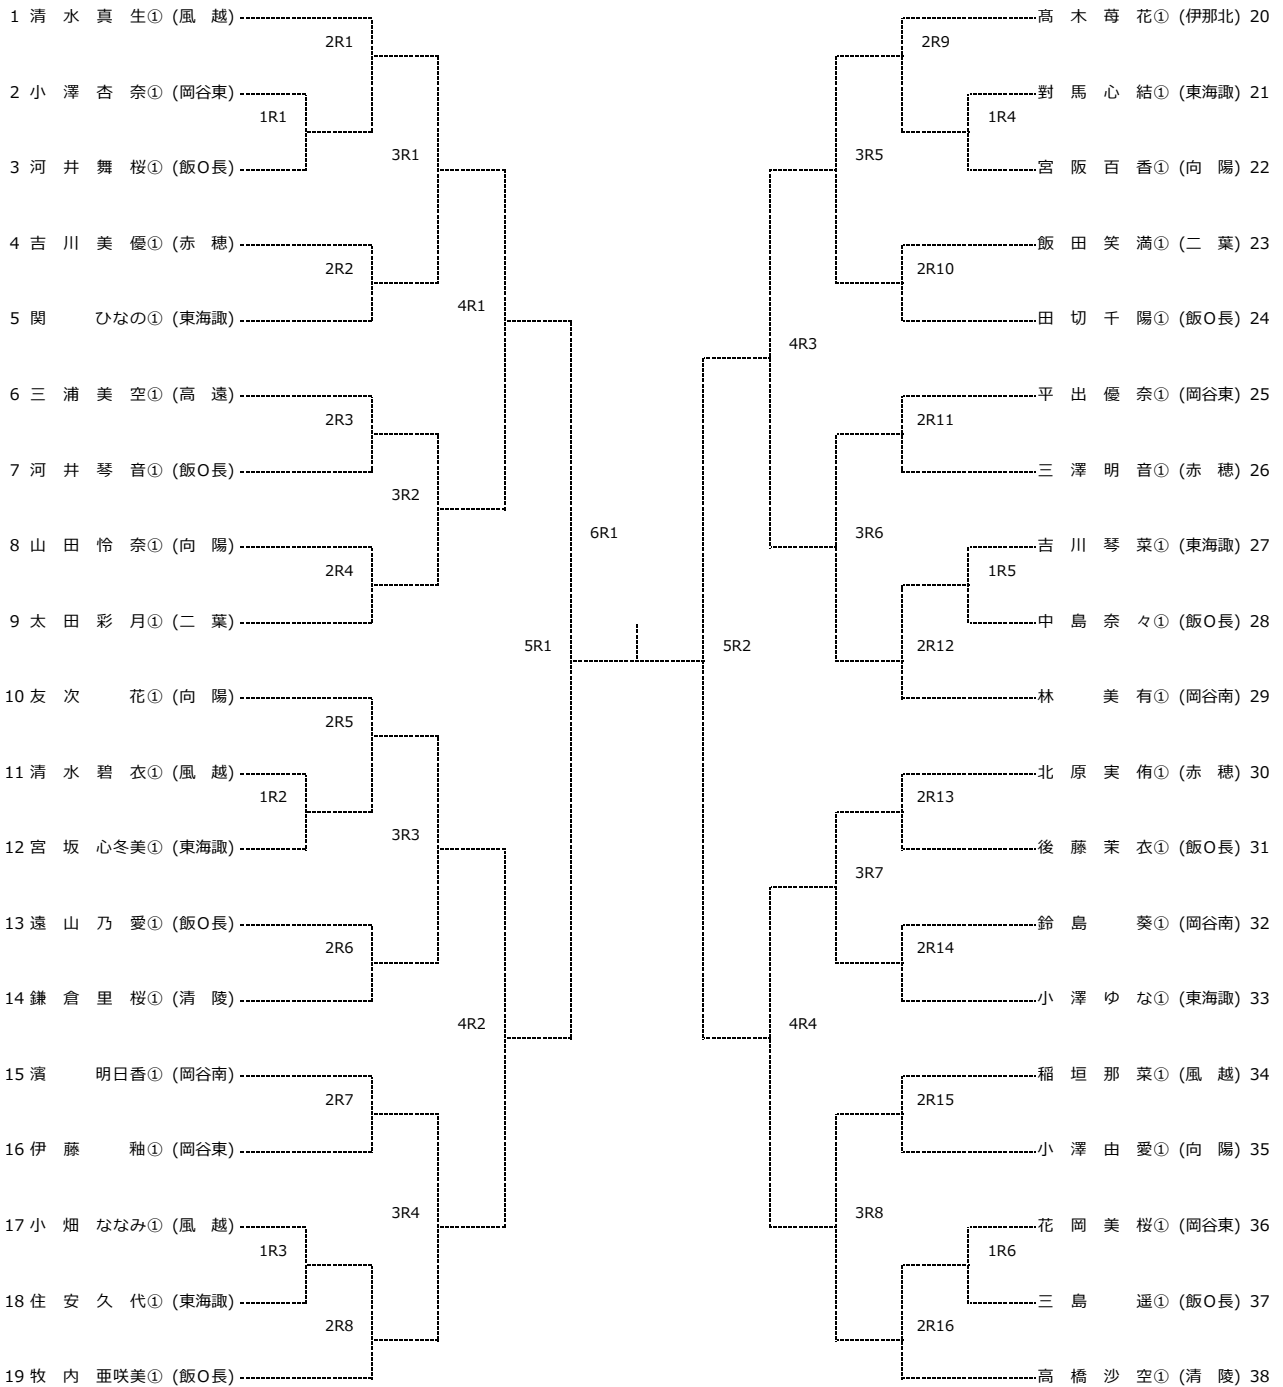 1 清水真生① (風 越)
2R1
2 小澤杏奈① (岡谷東)
1R1
3R1
3 河井舞桜① (飯O長)
4 吉川美優① (赤 穂)
2R2
4R1
5 関 ひなの① (東海諏)
6 三浦美空① (高 遠)
2R3
7 河井琴音① (飯O長)
3R2
6R1
8 山田怜奈① (向 陽)
2R4
9 太田彩月① (二 葉)
5R1
10 友次 花① (向 陽)
2R5
11 清水碧衣① (風 越)
1R2
3R3
12 宮坂心冬美① (東海諏)
13 遠山乃愛① (飯O長)
2R6
14 鎌倉里桜① (清 陵)
4R2
15 濱 明日香① (岡谷南)
2R7
16 伊藤 釉① (岡谷東)
3R4
17 小畑ななみ① (風 越)
1R3
18 住安久代① (東海諏)
2R8
19 牧内亜咲美① (飯O長)
髙木苺花① (伊那北) 20
2R9
對馬心結① (東海諏) 21
1R4
3R5
宮阪百香① (向 陽) 22
飯田笑満① (二 葉) 23
2R10
田切千陽① (飯O長) 24
4R3
平出優奈① (岡谷東) 25
2R11
三澤明音① (赤 穂) 26
3R6
吉川琴菜① (東海諏) 27
1R5
中島奈々① (飯O長) 28
5R2
2R12
林 美有① (岡谷南) 29
北原実侑① (赤 穂) 30
2R13
後藤茉衣① (飯O長) 31
3R7
鈴島 葵① (岡谷南) 32
2R14
小澤ゆな① (東海諏) 33
4R4
稲垣那菜① (風 越) 34
2R15
小澤由愛① (向 陽) 35
3R8
花岡美桜① (岡谷東) 36
1R6
三島 遥① (飯O長) 37
2R16
高橋沙空① (清 陵) 38